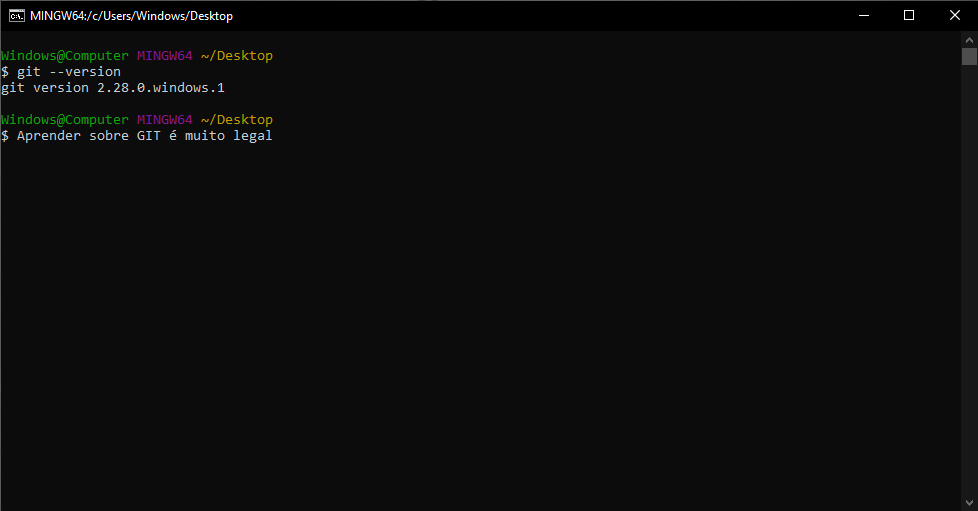 MINGW64:/c/Users/Windows/Desktop
Windows@Computer MINGW64 ~/Desktop
$ git --version
git version 2.28.0.windows.1
Windows@Computer MINGW64 ~/Desktop
$ Aprender sobre GIT é muito legal